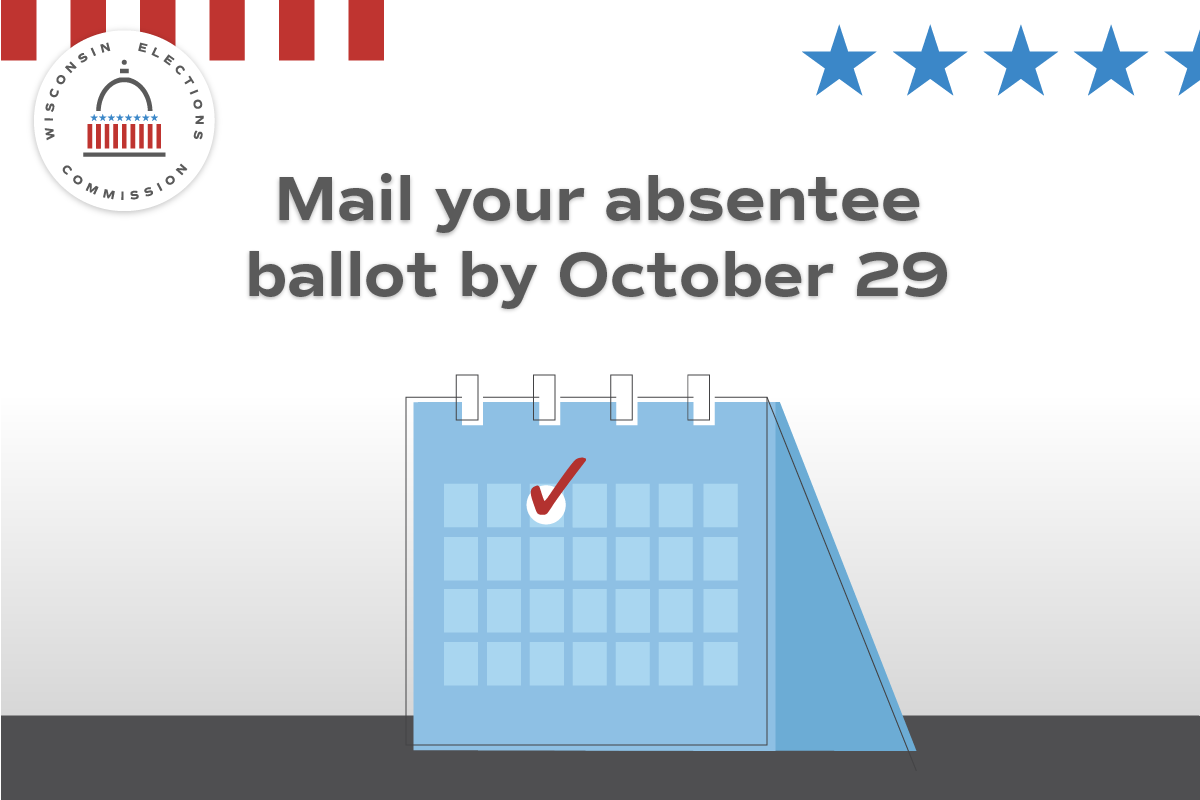 WISCONSIN ELECTIONS
COMMISSION
Mail your absentee
ballot by October 29